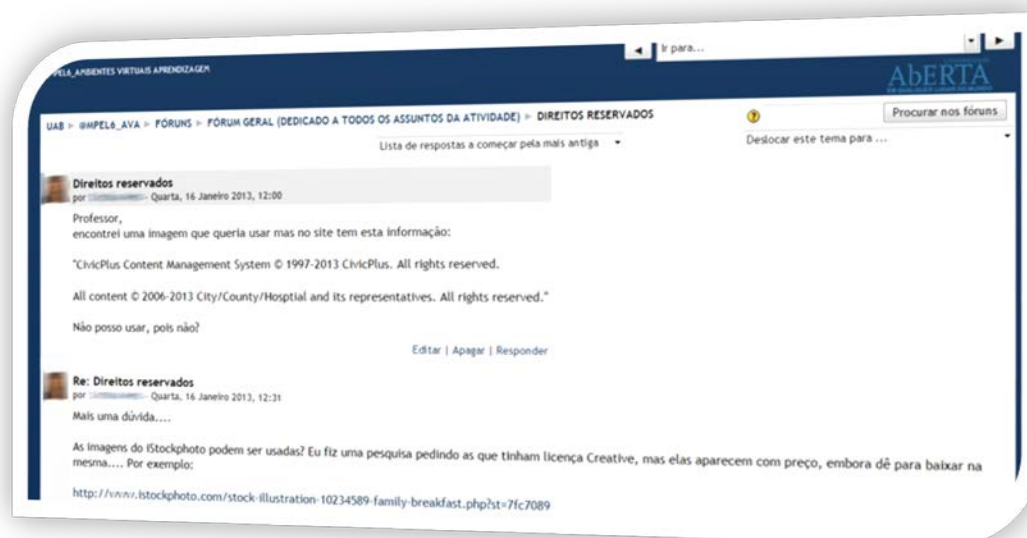 Ir para...
PEL6_AMBIENTES VIRTUAIS APRENDIZAGEM
AbERTA
UAB ► @MPEL6_AVA ► FÓRUNS ► FÓRUM GERAL (DEDICADO A TODOS OS ASSUNTOS DA ATIVIDADE) ► DIREITOS RESERVADOS
Procurar nos fóruns
Lista de respostas a começar pela mais antiga
Deslocar este tema para ...
Direitos reservados
por - Quarta, 16 Janeiro 2013, 12:00
Professor,
encontrei uma imagem que queria usar mas no site tem esta informação:
"CivicPlus Content Management System © 1997-2013 CivicPlus. All rights reserved.
All content © 2006-2013 City/County/Hosptial and its representatives. All rights reserved."
Não posso usar, pois não?
Editar | Apagar | Responder
Re: Direitos reservados
por - Quarta, 16 Janeiro 2013, 12:31
Mais uma dúvida....
As imagens do iStockphoto podem ser usadas? Eu fiz uma pesquisa pedindo as que tinham licença Creative, mas elas aparecem com preço, embora dê para baixar na
mesma.... Por exemplo:
http://www.istockphoto.com/stock-illustration-10234589-family-breakfast.php?st=7fc7089